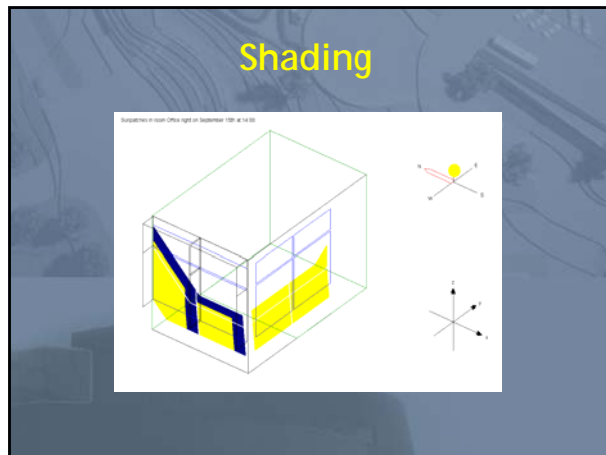 Shading
Sunpatches in room Office right on September 15th at 14:00
N
E
W
S
Z
Y
X